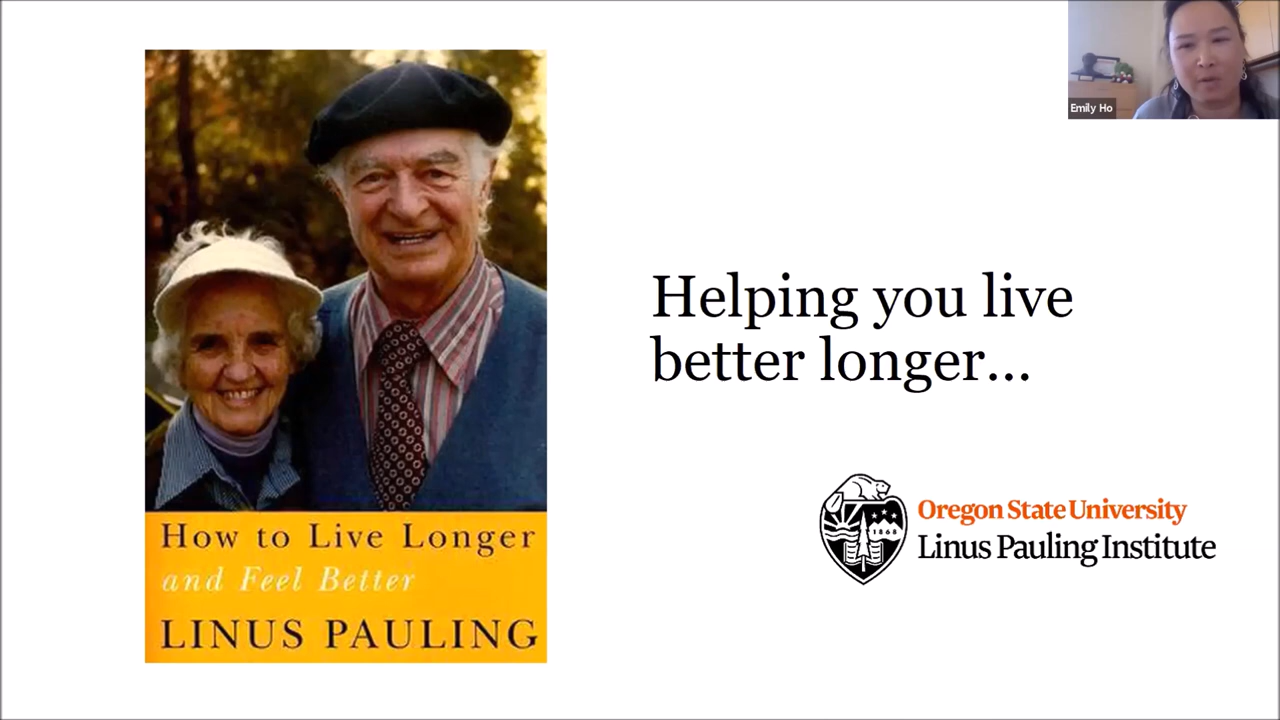 Emily Ho
Helping you live
better longer...
How to Live Longer
and Feel Better
LINUS PAULING
1868
Oregon State University
Linus Pauling Institute